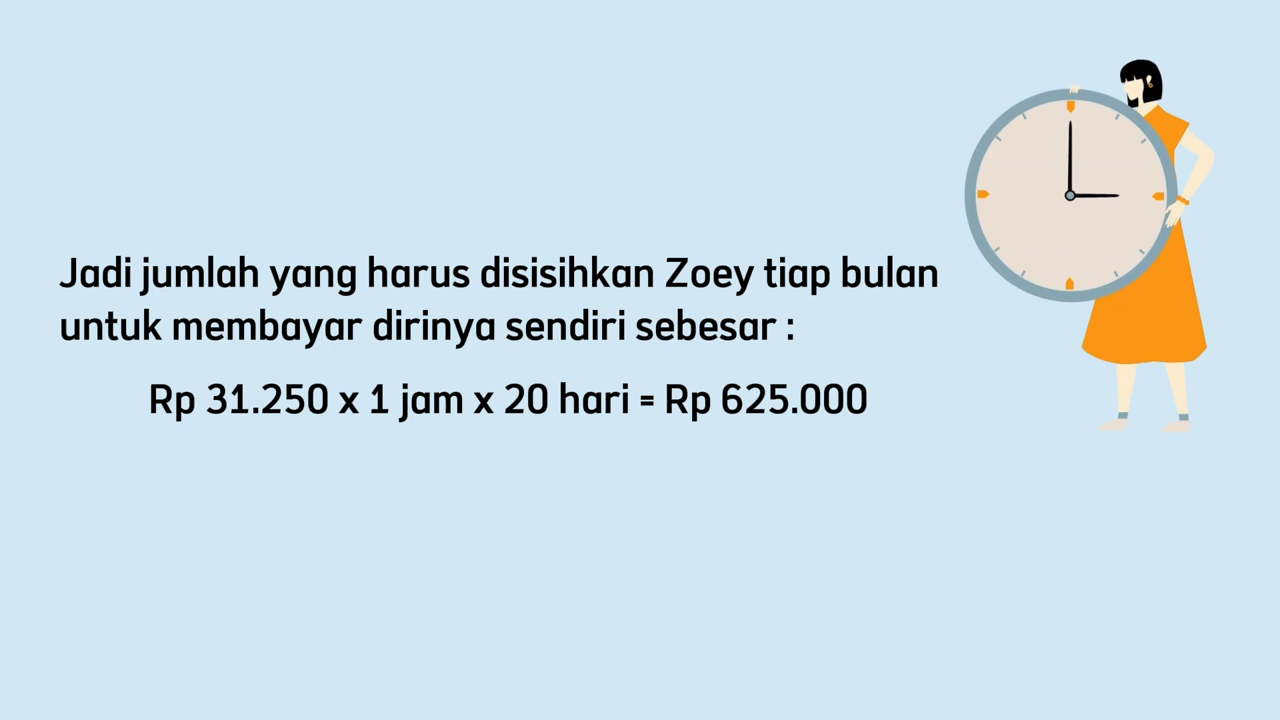 Jadi jumlah yang harus disisihkan Zoey tiap bulan
untuk membayar dirinya sendiri sebesar :
Rp 31.250 x 1 jam x 20 hari = Rp 625.000